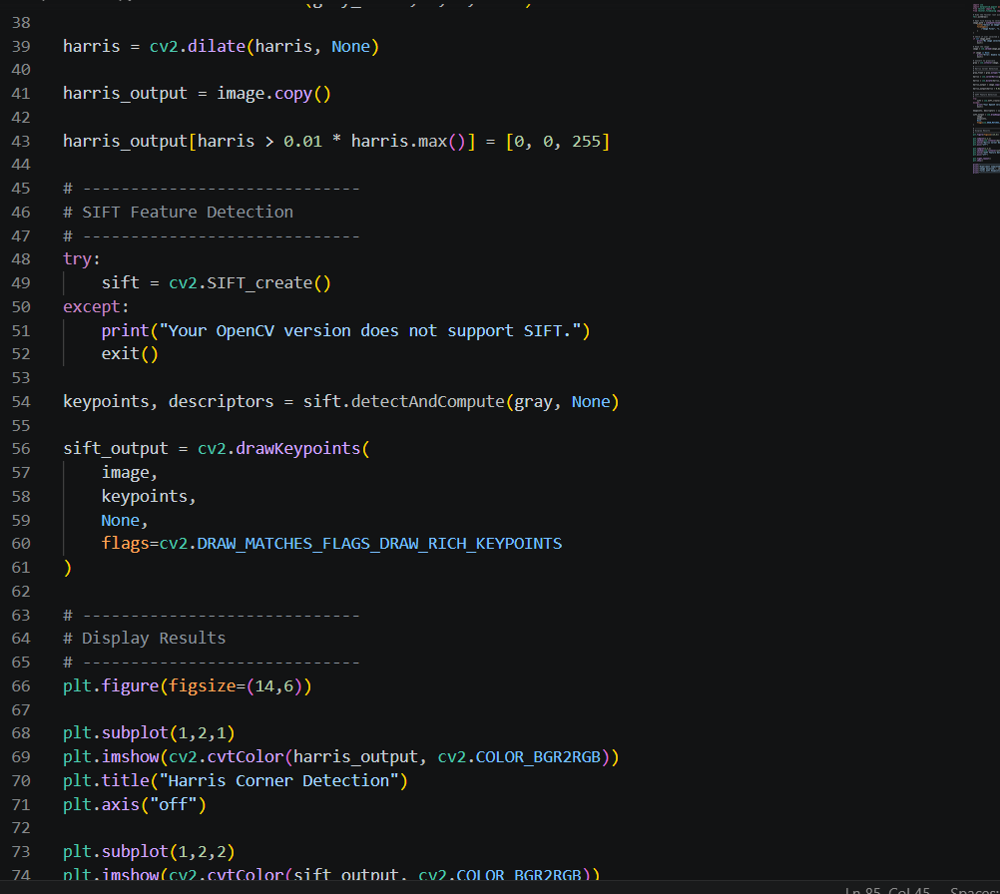 38
39 harris = cv2.dilate(harris, None)
40
41 harris_output = image.copy()
42
43 harris_output[harris > 0.01 * harris.max()] = [0, 0, 255]
44
45 # -----------------------------
46 # SIFT Feature Detection
47 # -----------------------------
48 try:
49     sift = cv2.SIFT_create()
50 except:
51     print("Your OpenCV version does not support SIFT.")
52     exit()
53
54 keypoints, descriptors = sift.detectAndCompute(gray, None)
55
56 sift_output = cv2.drawKeypoints(
57     image,
58     keypoints,
59     None,
60     flags=cv2.DRAW_MATCHES_FLAGS_DRAW_RICH_KEYPOINTS
61 )
62
63 # -----------------------------
64 # Display Results
65 # -----------------------------
66 plt.figure(figsize=(14,6))
67
68 plt.subplot(1,2,1)
69 plt.imshow(cv2.cvtColor(harris_output, cv2.COLOR_BGR2RGB))
70 plt.title("Harris Corner Detection")
71 plt.axis("off")
72
73 plt.subplot(1,2,2)
74 plt.imshow(cv2.cvtColor(sift_output, cv2.COLOR_BGR2RGB))
Ln 85, Col 45 Spaces: